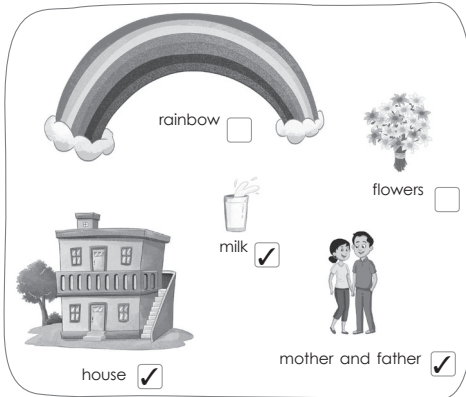 rainbow
flowers
milk
mother and father
house